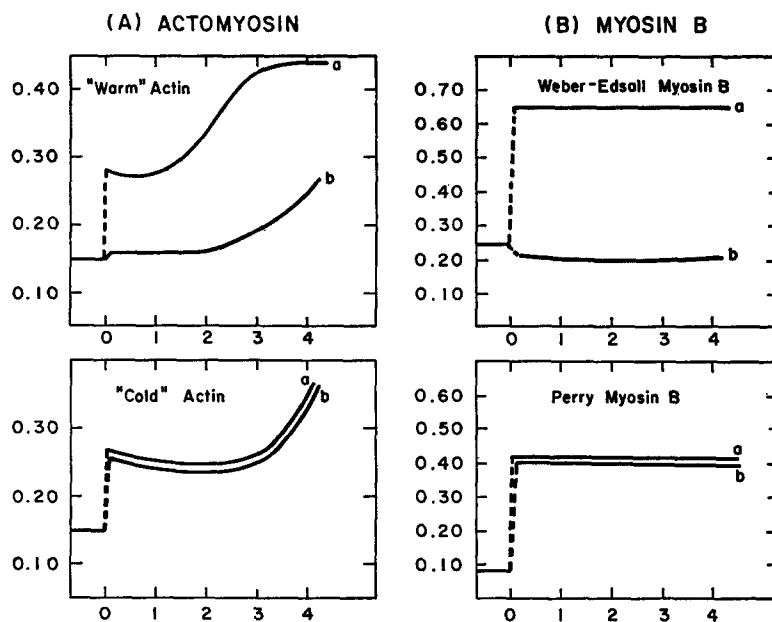 (A) ACTOMYOSIN
"Warm" Actin
a
b
0.40
0.30
0.20
0.10
0 1 2 3 4
"Cold" Actin
a
b
0.30
0.20
0.10
0 1 2 3 4
(B) MYOSIN B
Weber-Edsall Myosin B
a
b
0.70
0.60
0.50
0.40
0.30
0.20
0 1 2 3 4
Perry Myosin B
a
b
0.60
0.50
0.40
0.30
0.20
0.10
0 1 2 3 4